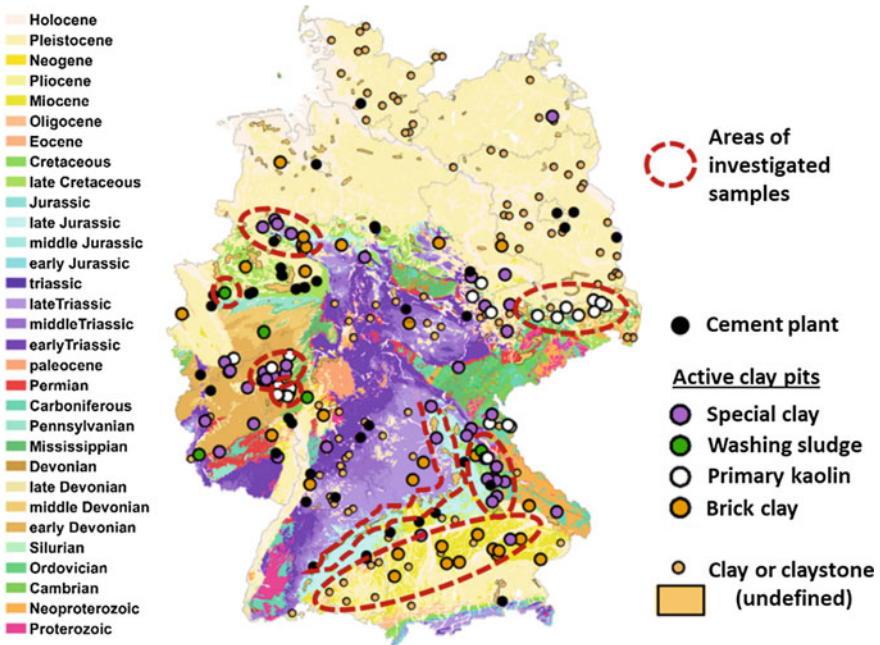 Holocene
Pleistocene
Neogene
Pliocene
Miocene
Oligocene
Eocene
Cretaceous
late Cretaceous
Jurassic
late Jurassic
middle Jurassic
early Jurassic
triassic
lateTriassic
middleTriassic
earlyTriassic
paleocene
Permian
Carboniferous
Pennsylvanian
Mississippian
Devonian
late Devonian
middle Devonian
early Devonian
Silurian
Ordovician
Cambrian
Neoproterozoic
Proterozoic
Areas of
investigated
samples
Cement plant
Active clay pits
Special clay
Washing sludge
Primary kaolin
Brick clay
Clay or claystone
(undefined)